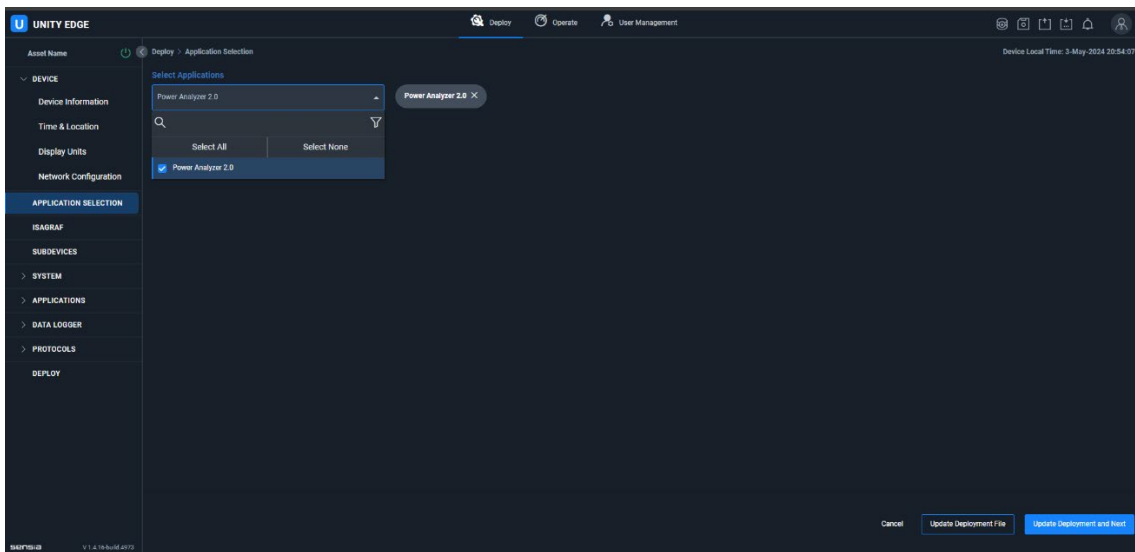 U UNITY EDGE
Deploy
Operate
User Management
Asset Name
Deploy > Application Selection
Device Local Time: 3-May-2024 20:54:07
DEVICE
Device Information
Time & Location
Display Units
Network Configuration
APPLICATION SELECTION
ISAGRAF
SUBDEVICES
SYSTEM
APPLICATIONS
DATA LOGGER
PROTOCOLS
DEPLOY
Select Applications
Power Analyzer 2.0
Power Analyzer 2.0 ×
Select All
Select None
Power Analyzer 2.0
Cancel
Update Deployment File
Update Deployment and Next
sensia
V 1.4.16-build 4973